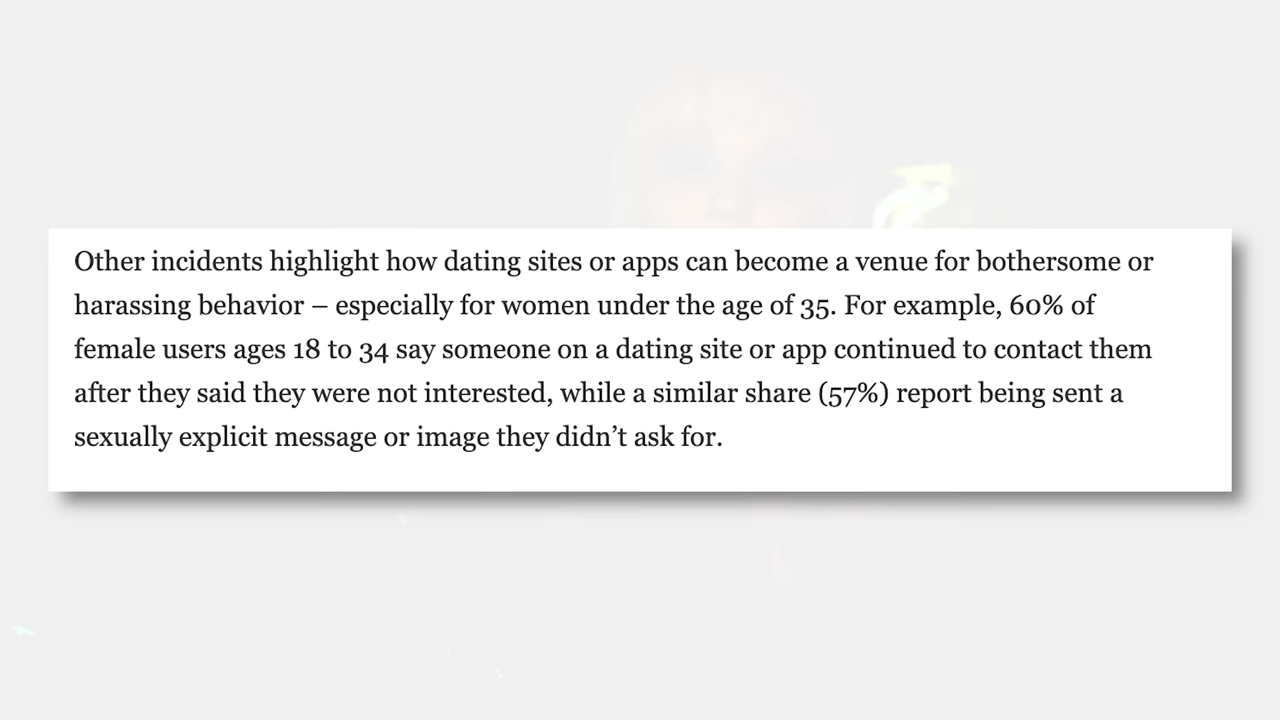 Other incidents highlight how dating sites or apps can become a venue for bothersome or
harassing behavior – especially for women under the age of 35. For example, 60% of
female users ages 18 to 34 say someone on a dating site or app continued to contact them
after they said they were not interested, while a similar share (57%) report being sent a
sexually explicit message or image they didn’t ask for.